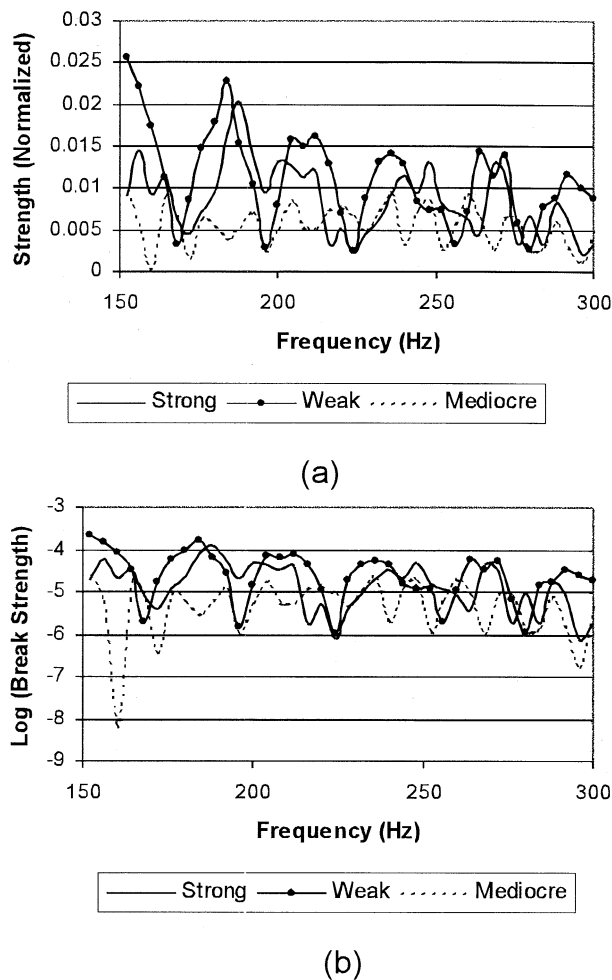 0.03
0.025
0.02
0.015
0.01
0.005
0
Strength (Normalized)
150 200 250 300
Frequency (Hz)
Strong Weak Mediocre
(a)
-3
-4
-5
-6
-7
-8
-9
Log (Break Strength)
150 200 250 300
Frequency (Hz)
Strong Weak Mediocre
(b)